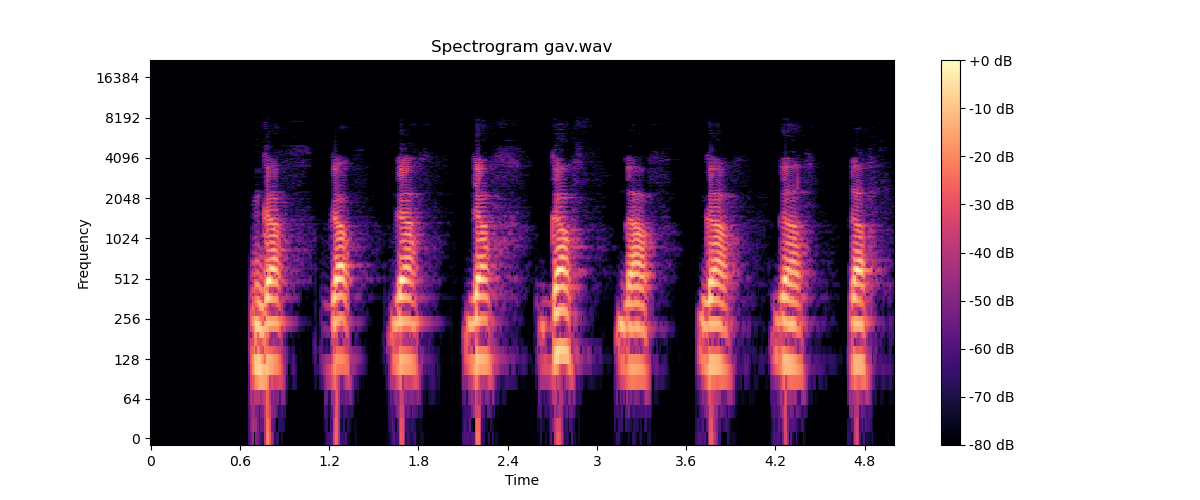 Spectrogram gav.wav
Frequency
16384
8192
4096
2048
1024
512
256
128
64
0
0 0.6 1.2 1.8 2.4 3 3.6 4.2 4.8
Time
+0 dB
-10 dB
-20 dB
-30 dB
-40 dB
-50 dB
-60 dB
-70 dB
-80 dB